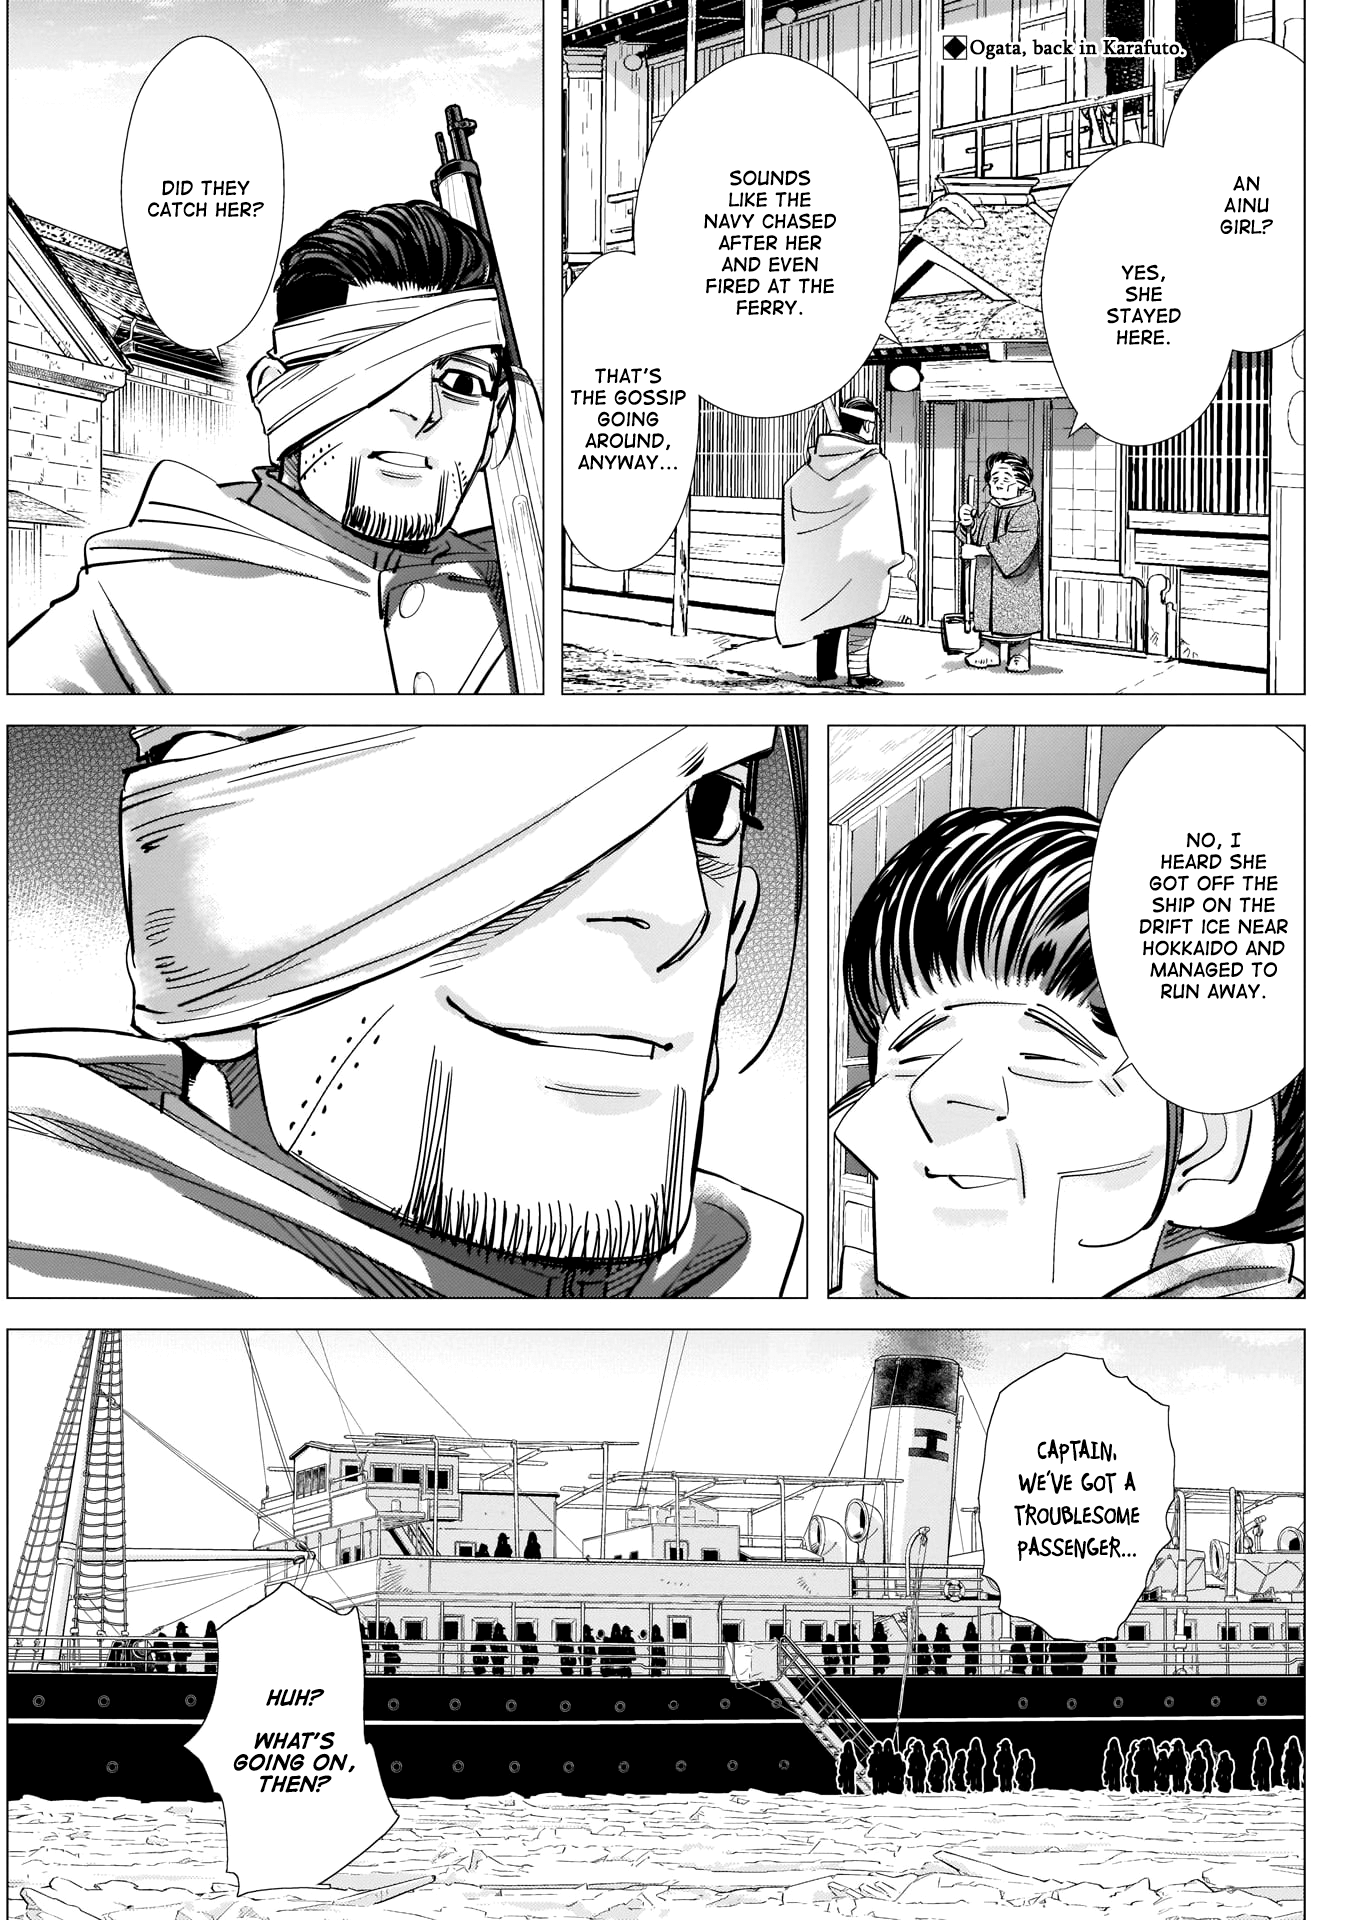 ◆Ogata, back in Karafuto.
AN
AINU
GIRL?
YES,
SHE
STAYED
HERE.
SOUNDS
LIKE THE
NAVY CHASED
AFTER HER
AND EVEN
FIRED AT THE
FERRY.
THAT'S
THE GOSSIP
GOING
AROUND,
ANYWAY...
DID THEY
CATCH HER?
NO, I
HEARD SHE
GOT OFF THE
SHIP ON THE
DRIFT ICE NEAR
HOKKAIDO AND
MANAGED TO
RUN AWAY.
CAPTAIN,
WE'VE GOT A
TROUBLESOME
PASSENGER...
HUH?
WHAT'S
GOING ON,
THEN?
エ